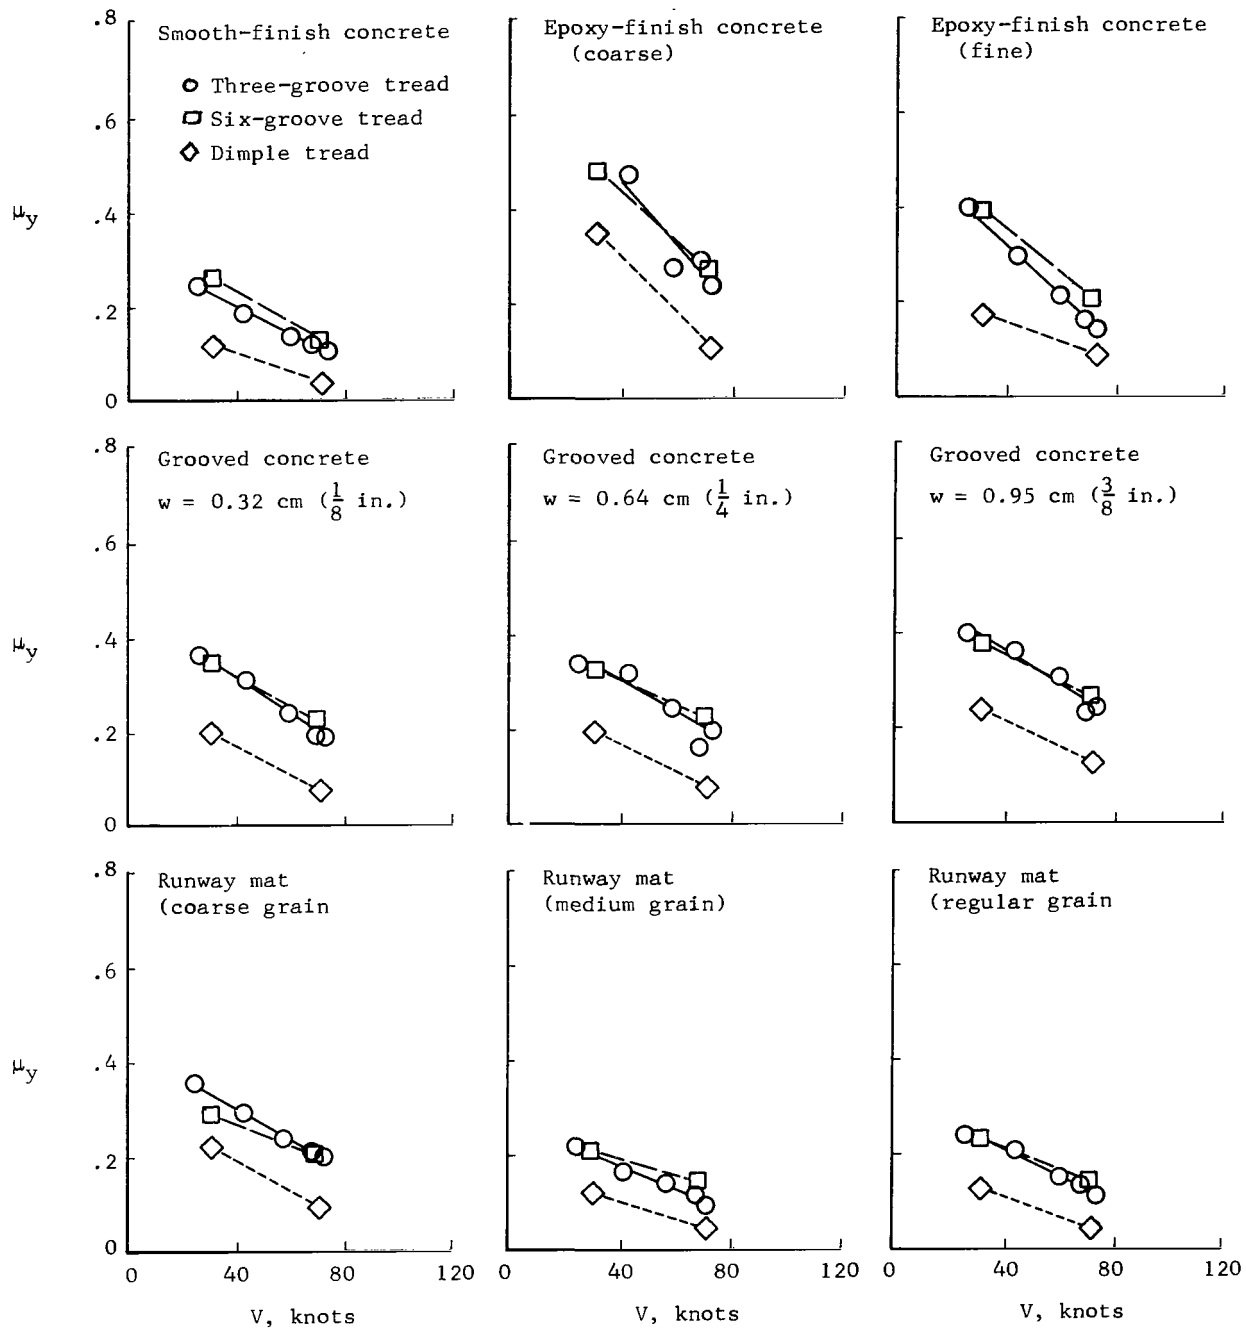 .8
Smooth-finish concrete
Three-groove tread
Six-groove tread
Dimple tread
.6
μy
.4
.2
0
Epoxy-finish concrete
(coarse)
Epoxy-finish concrete
(fine)
.8
Grooved concrete
w = 0.32 cm (1/8 in.)
.6
μy
.4
.2
0
Grooved concrete
w = 0.64 cm (1/4 in.)
Grooved concrete
w = 0.95 cm (3/8 in.)
.8
Runway mat
(coarse grain
.6
μy
.4
.2
0
Runway mat
(medium grain)
Runway mat
(regular grain
0 40 80 120
V, knots
0 40 80 120
V, knots
0 40 80 120
V, knots